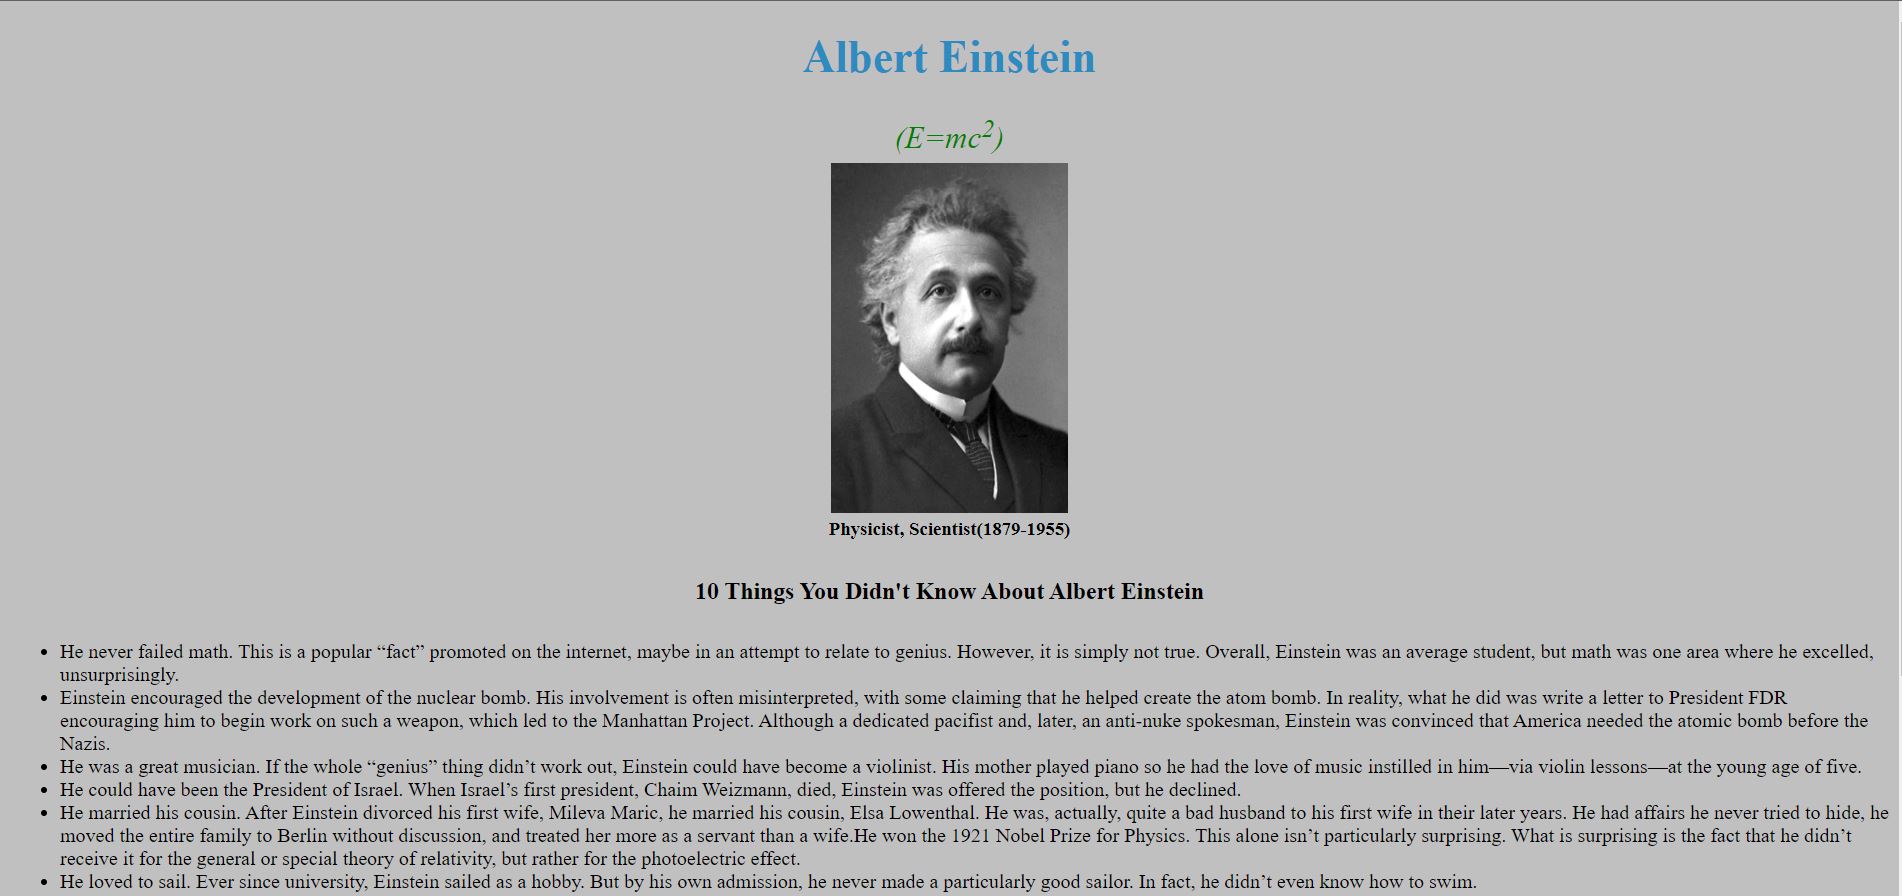 Albert Einstein
(E=mc²)
Physicist, Scientist(1879-1955)
10 Things You Didn't Know About Albert Einstein
• He never failed math. This is a popular “fact” promoted on the internet, maybe in an attempt to relate to genius. However, it is simply not true. Overall, Einstein was an average student, but math was one area where he excelled,
unsurprisingly.
• Einstein encouraged the development of the nuclear bomb. His involvement is often misinterpreted, with some claiming that he helped create the atom bomb. In reality, what he did was write a letter to President FDR
encouraging him to begin work on such a weapon, which led to the Manhattan Project. Although a dedicated pacifist and, later, an anti-nuke spokesman, Einstein was convinced that America needed the atomic bomb before the
Nazis.
• He was a great musician. If the whole “genius” thing didn’t work out, Einstein could have become a violinist. His mother played piano so he had the love of music instilled in him—via violin lessons—at the young age of five.
• He could have been the President of Israel. When Israel’s first president, Chaim Weizmann, died, Einstein was offered the position, but he declined.
• He married his cousin. After Einstein divorced his first wife, Mileva Maric, he married his cousin, Elsa Lowenthal. He was, actually, quite a bad husband to his first wife in their later years. He had affairs he never tried to hide, he
moved the entire family to Berlin without discussion, and treated her more as a servant than a wife.He won the 1921 Nobel Prize for Physics. This alone isn’t particularly surprising. What is surprising is the fact that he didn’t
receive it for the general or special theory of relativity, but rather for the photoelectric effect.
• He loved to sail. Ever since university, Einstein sailed as a hobby. But by his own admission, he never made a particularly good sailor. In fact, he didn’t even know how to swim.